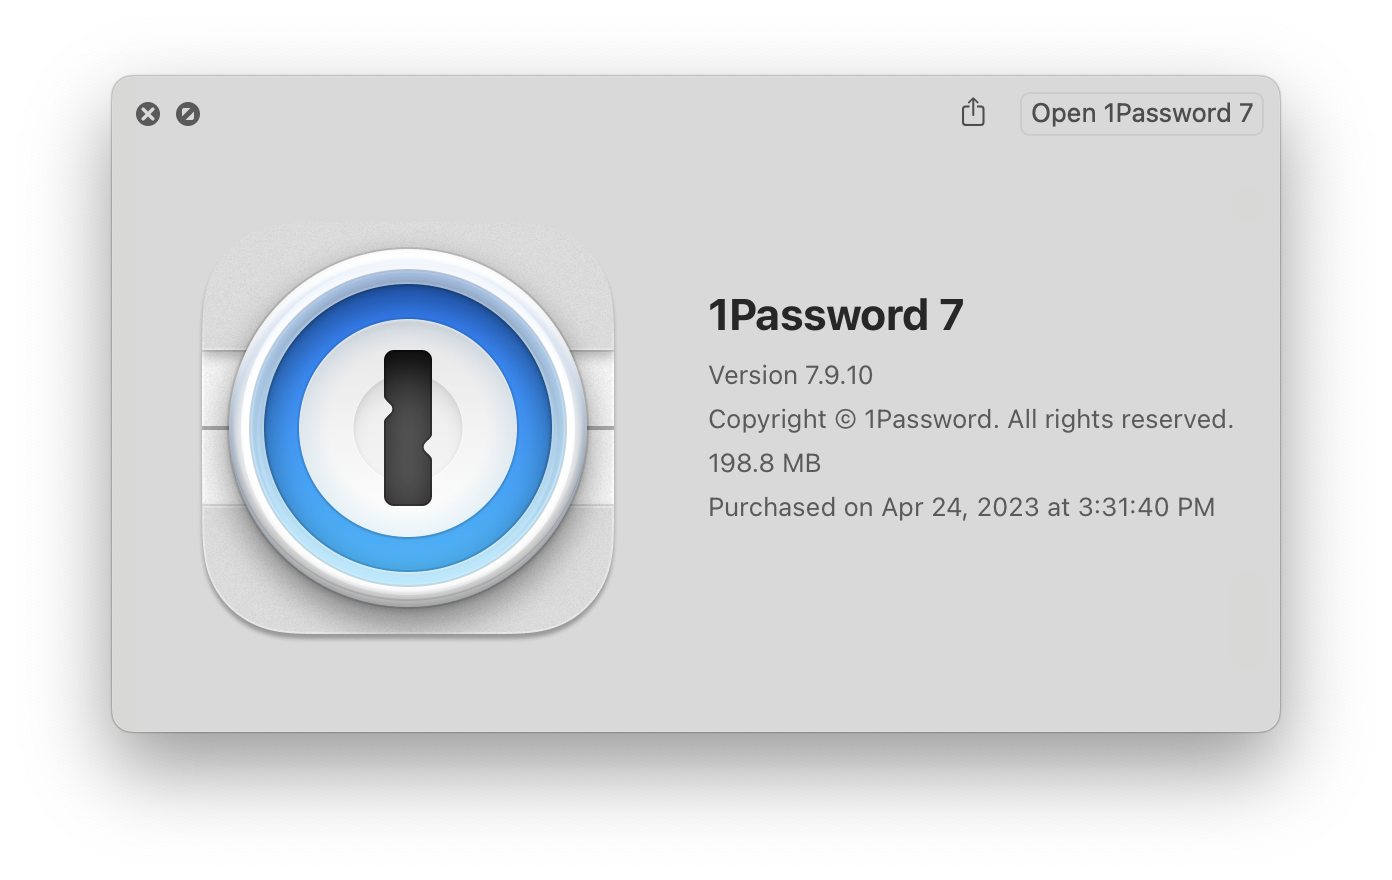 Open 1Password 7
1Password 7
Version 7.9.10
Copyright © 1Password. All rights reserved.
198.8 MB
Purchased on Apr 24, 2023 at 3:31:40 PM